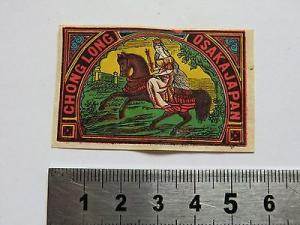 CHONG LONG
OSAKA JAPAN
1 2 3 4 5 6